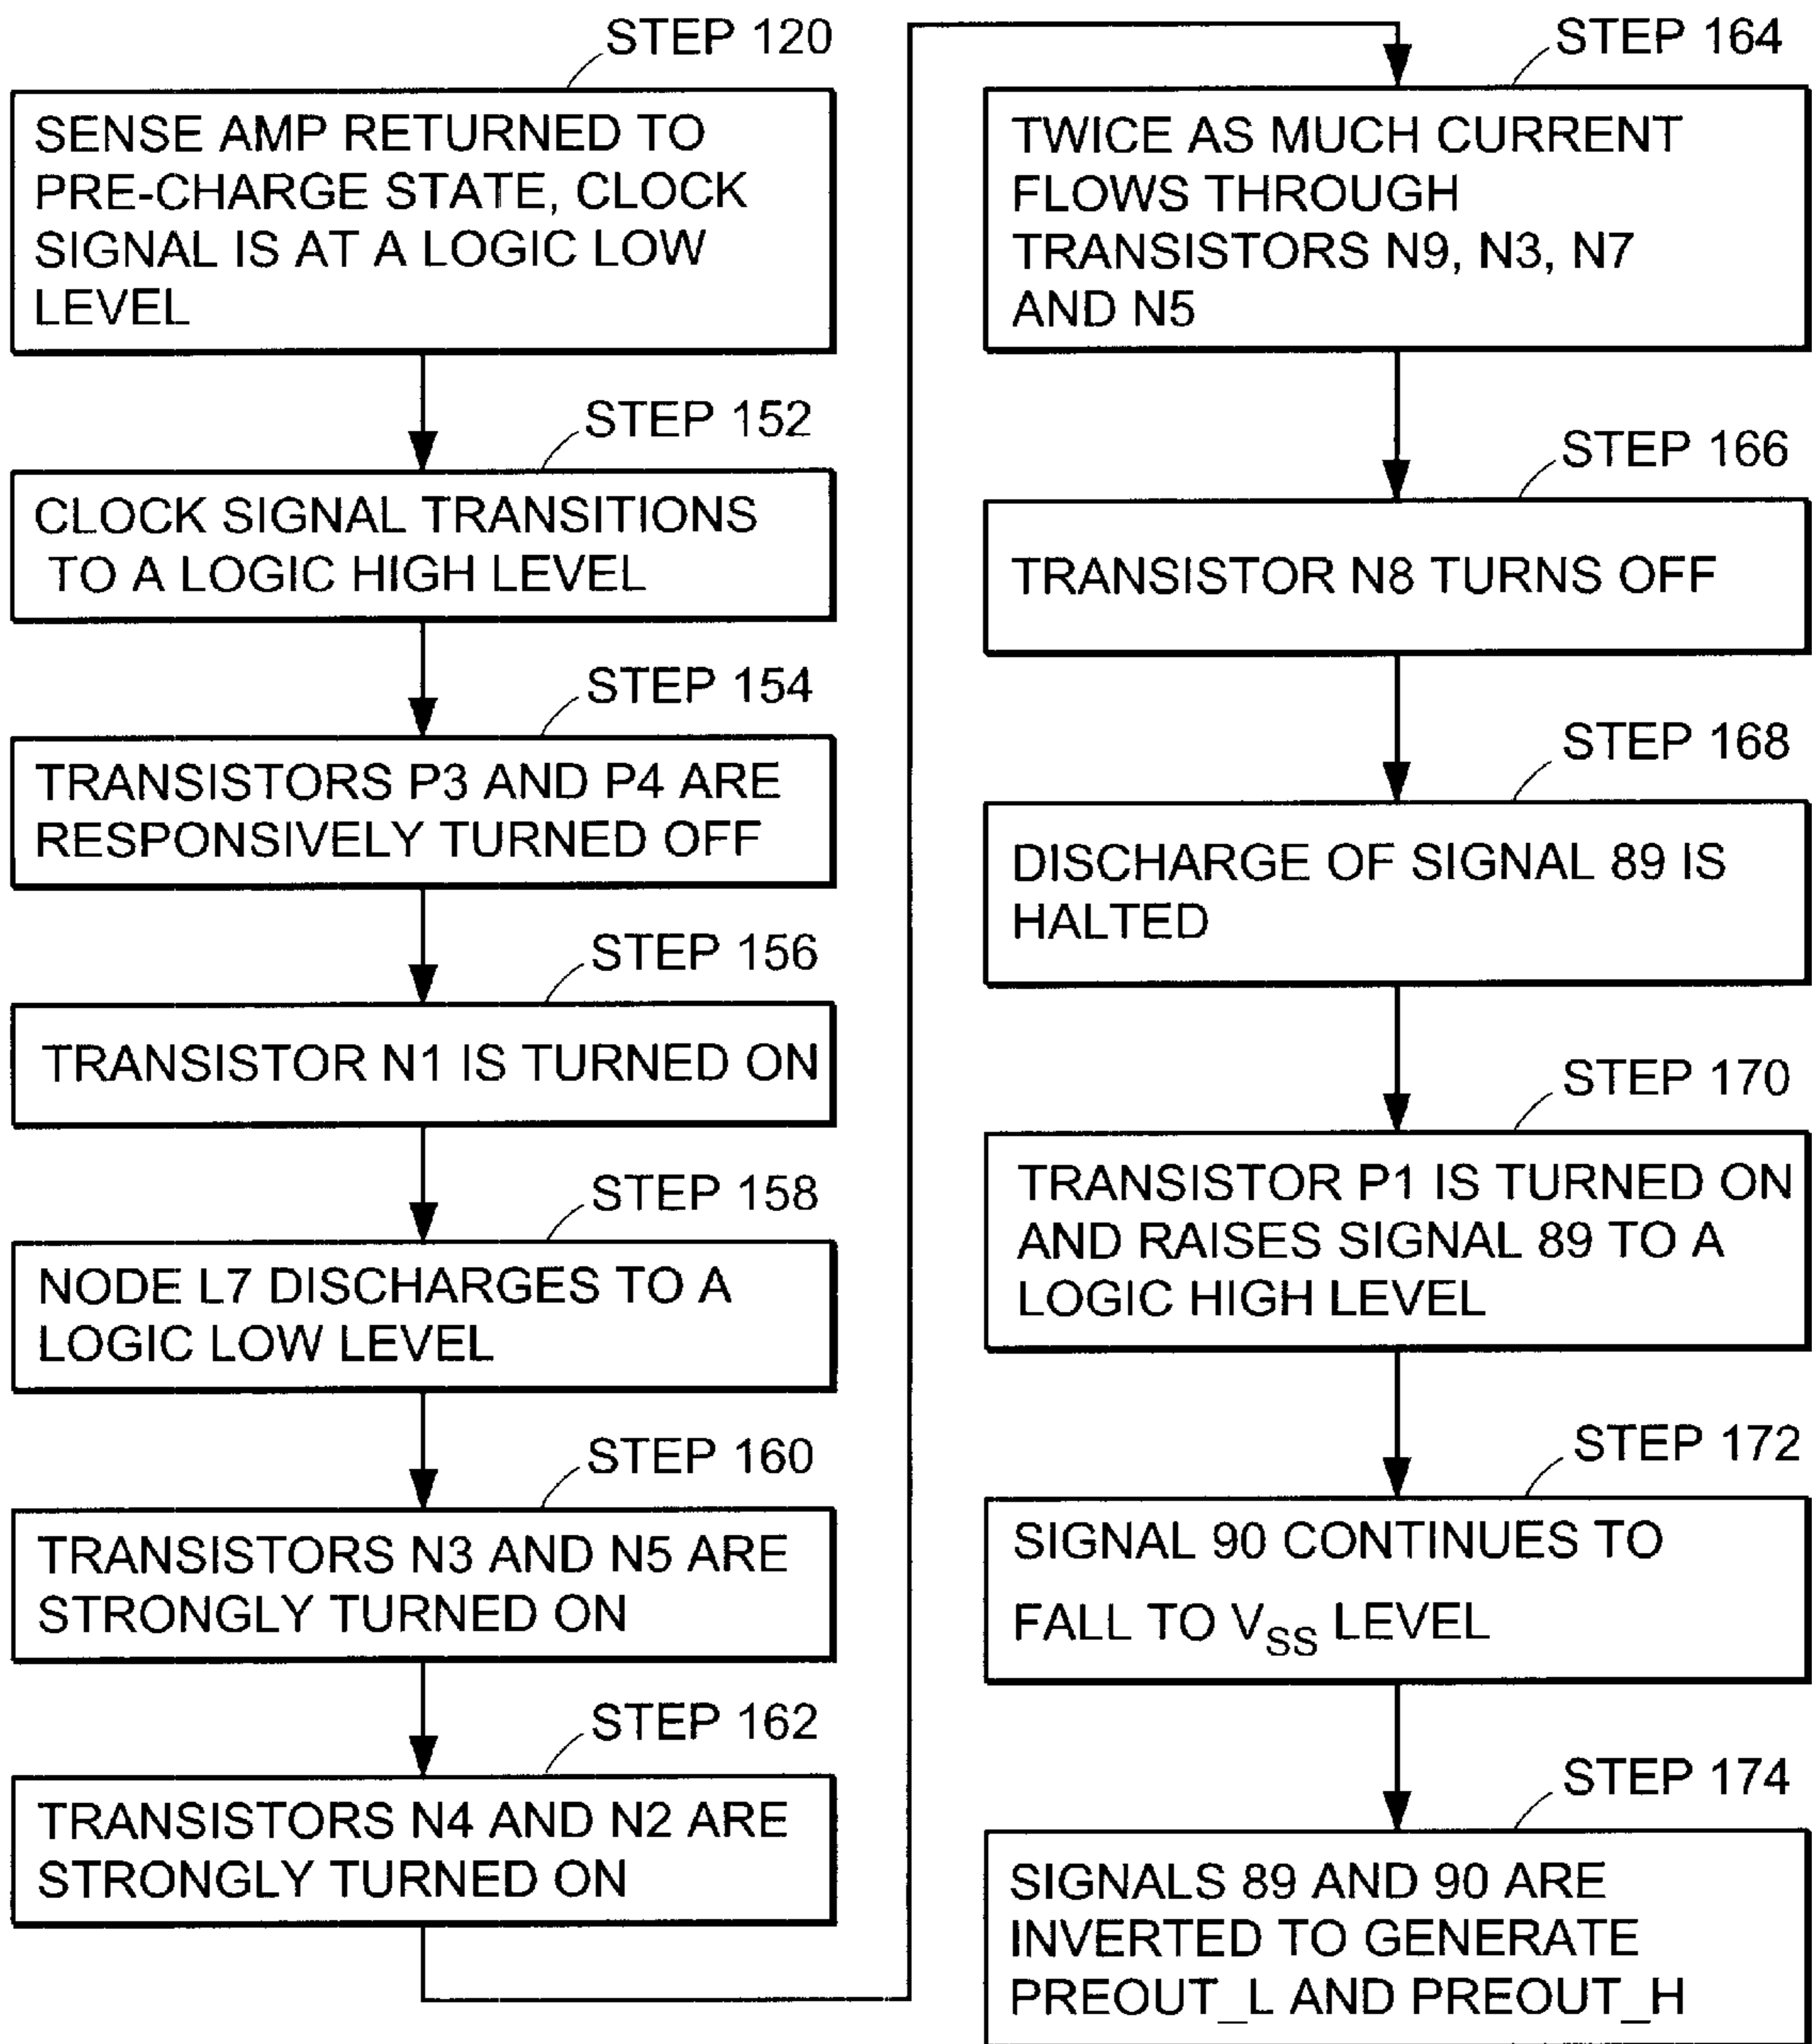 STEP 120
SENSE AMP RETURNED TO
PRE-CHARGE STATE, CLOCK
SIGNAL IS AT A LOGIC LOW
LEVEL
STEP 152
CLOCK SIGNAL TRANSITIONS
TO A LOGIC HIGH LEVEL
STEP 154
TRANSISTORS P3 AND P4 ARE
RESPONSIVELY TURNED OFF
STEP 156
TRANSISTOR N1 IS TURNED ON
STEP 158
NODE L7 DISCHARGES TO A
LOGIC LOW LEVEL
STEP 160
TRANSISTORS N3 AND N5 ARE
STRONGLY TURNED ON
STEP 162
TRANSISTORS N4 AND N2 ARE
STRONGLY TURNED ON
STEP 164
TWICE AS MUCH CURRENT
FLOWS THROUGH
TRANSISTORS N9, N3, N7
AND N5
STEP 166
TRANSISTOR N8 TURNS OFF
STEP 168
DISCHARGE OF SIGNAL 89 IS
HALTED
STEP 170
TRANSISTOR P1 IS TURNED ON
AND RAISES SIGNAL 89 TO A
LOGIC HIGH LEVEL
STEP 172
SIGNAL 90 CONTINUES TO
FALL TO VSS LEVEL
STEP 174
SIGNALS 89 AND 90 ARE
INVERTED TO GENERATE
PREOUT_L AND PREOUT_H